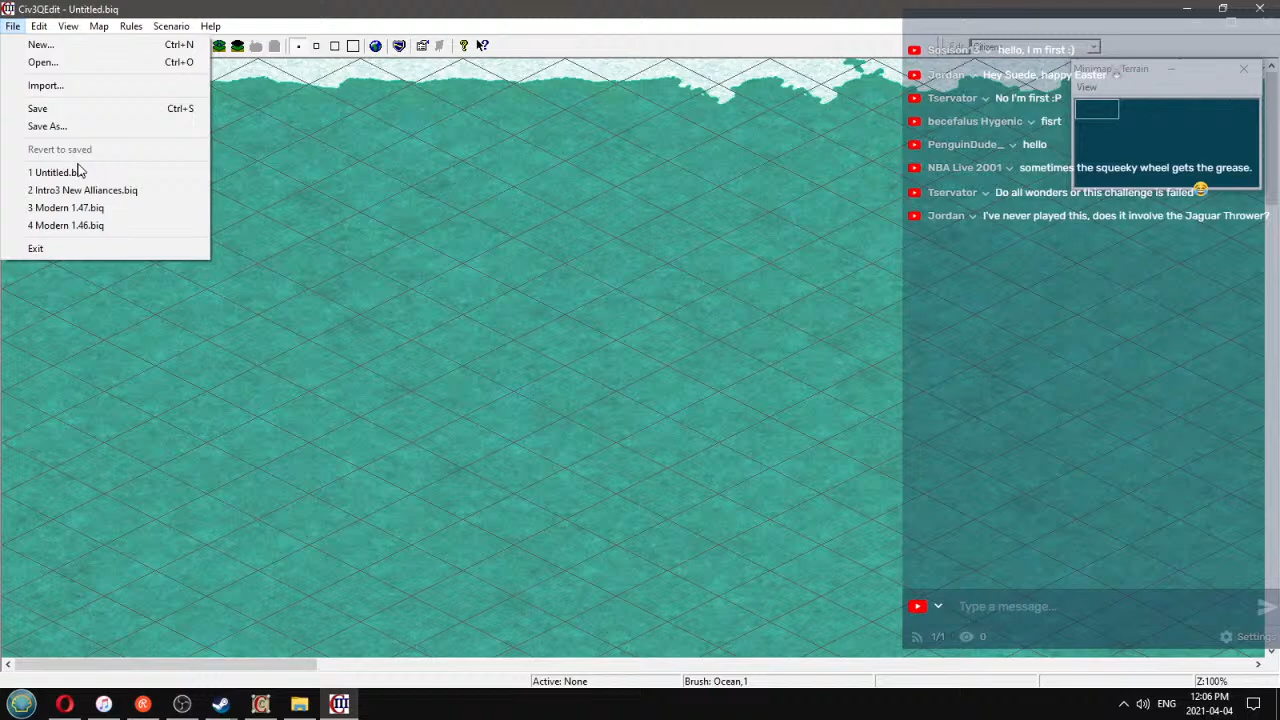 Civ3QEdit - Untitled.biq
File Edit View Map Rules Scenario Help
New... Ctrl+N
Open... Ctrl+O
Import...
Save Ctrl+S
Save As...
Revert to saved
1 Untitled.biq
2 Intro3 New Alliances.biq
3 Modern 1.47.biq
4 Modern 1.46.biq
Exit
Minimap Terrain
View
hello, I m first :)
Jordan Hey Suede, happy Easter
Tservator No I'm first :P
becefalus Hygenic fisrt
PenguinDude_ hello
NBA Live 2001 sometimes the squeeky wheel gets the grease.
Tservator Do all wonders or this challenge is failed
Jordan I've never played this, does it involve the Jaguar Thrower?
Type a message...
1/1 0 Settings
Active: None Brush: Ocean,1 Z:100%
ENG 12:06 PM
2021-04-04